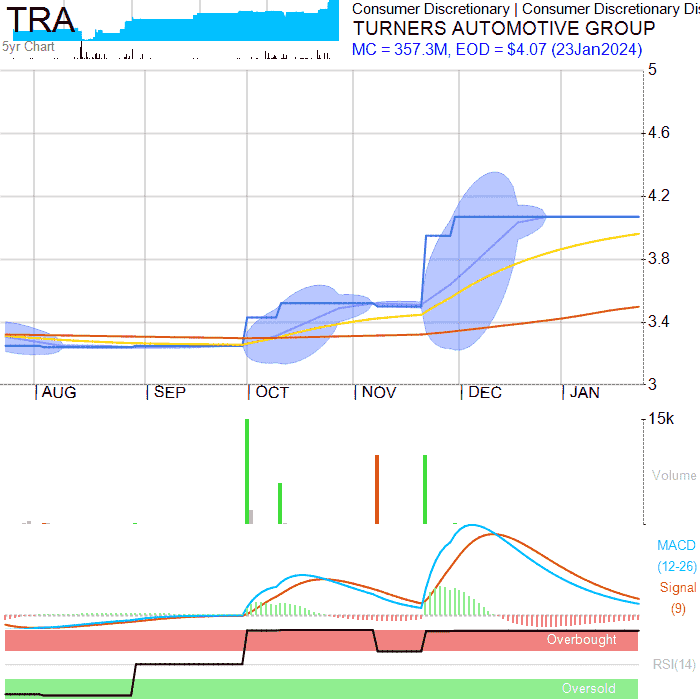 TRA
5yr Chart
Consumer Discretionary | Consumer Discretionary Dis
TURNERS AUTOMOTIVE GROUP
MC = 357.3M, EOD = $4.07 (23Jan2024)
5
4.6
4.2
3.8
3.4
3
| AUG | SEP | OCT | NOV | DEC | JAN
15k
Volume
MACD
(12-26)
Signal
(9)
Overbought
RSI(14)
Oversold